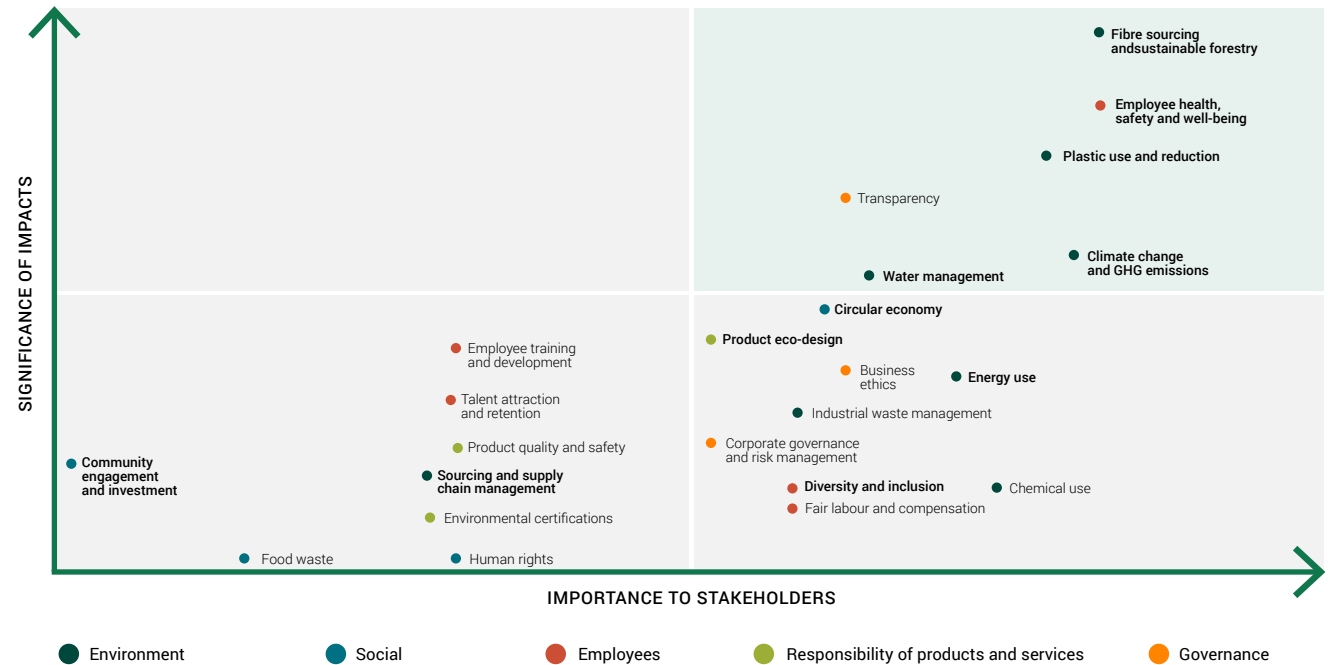 SIGNIFICANCE OF IMPACTS
Fibre sourcing
andsustainable forestry
Employee health,
safety and well-being
Plastic use and reduction
Transparency
Climate change
and GHG emissions
Water management
Circular economy
Product eco-design
Employee training
and development
Business
ethics
Energy use
Talent attraction
and retention
Industrial waste management
Product quality and safety
Corporate governance
and risk management
Community
engagement
and investment
Sourcing and supply
chain management
Diversity and inclusion
Chemical use
Fair labour and compensation
Environmental certifications
Food waste
Human rights
IMPORTANCE TO STAKEHOLDERS
Environment
Social
Employees
Responsibility of products and services
Governance